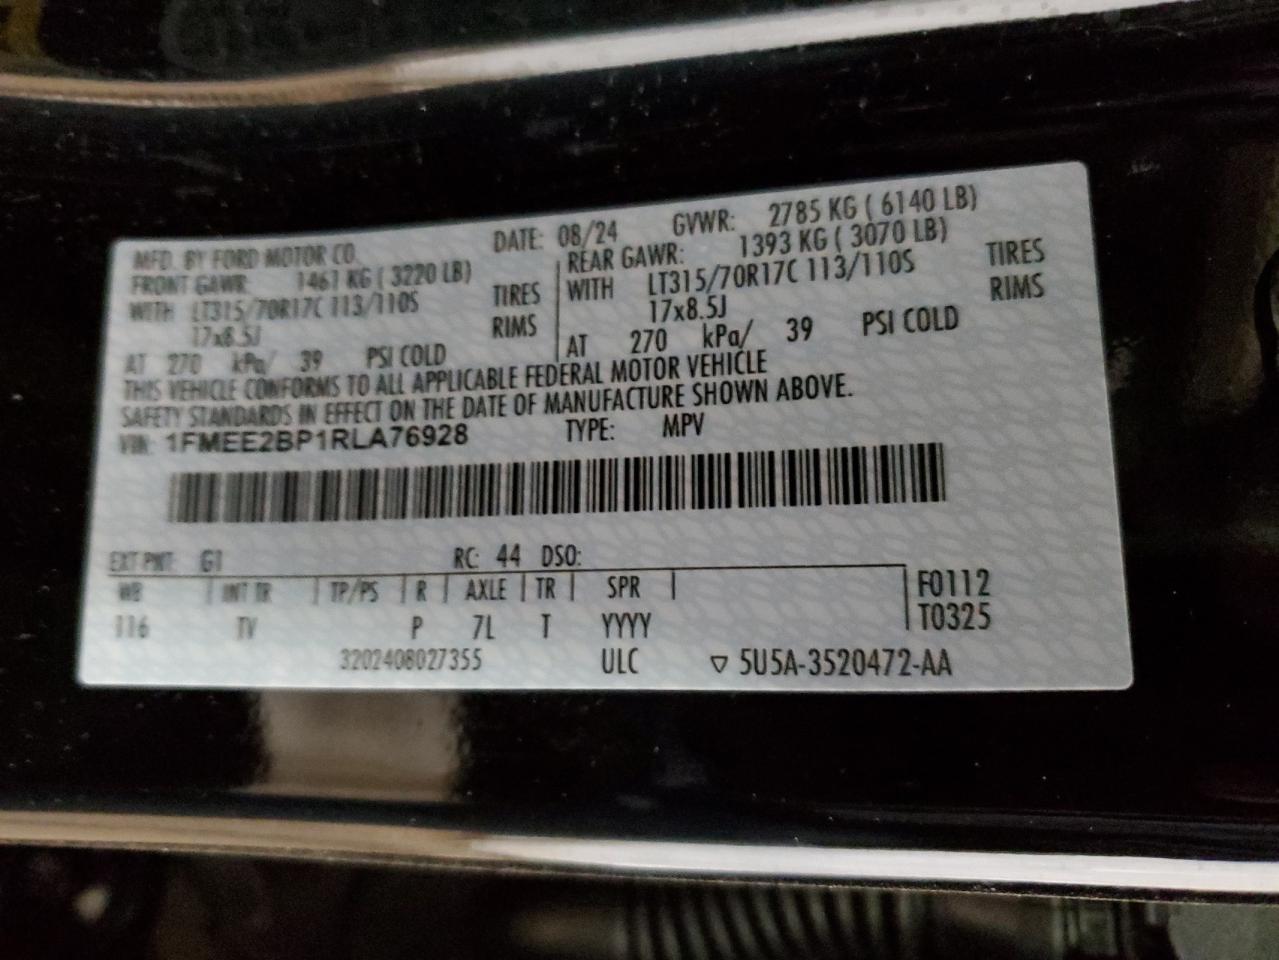 MFD. BY FORD MOTOR CO. DATE: 08/24 GVWR: 2785 KG ( 6140 LB)
FRONT GAWR: 1461 KG ( 3220 LB) REAR GAWR: 1393 KG ( 3070 LB)
WITH LT315/70R17C 113/110S TIRES WITH LT315/70R17C 113/110S TIRES
17x8.5J RIMS 17x8.5J RIMS
AT 270 kPa/ 39 PSI COLD AT 270 kPa/ 39 PSI COLD
THIS VEHICLE CONFORMS TO ALL APPLICABLE FEDERAL MOTOR VEHICLE
SAFETY STANDARDS IN EFFECT ON THE DATE OF MANUFACTURE SHOWN ABOVE.
VIN: 1FMEE2BP1RLA76928 TYPE: MPV
EXT PNT: G1 RC: 44 DSO:
WB INT TR TP/PS R AXLE TR SPR F0112
116 TV P 7L T YYYY T0325
3202408027355 ULC ▽ 5U5A-3520472-AA